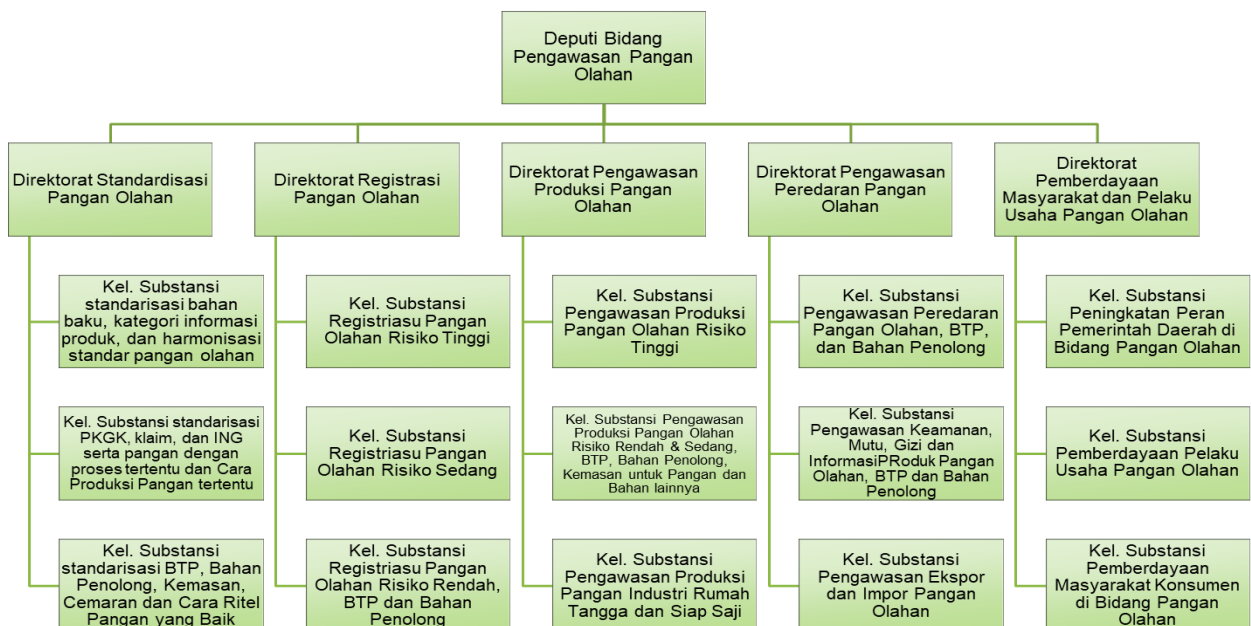 Deputi Bidang
Pengawasan Pangan
Olahan
Direktorat Standardisasi
Pangan Olahan
Direktorat Registrasi
Pangan Olahan
Direktorat Pengawasan
Produksi Pangan
Olahan
Direktorat Pengawasan
Peredaran Pangan
Olahan
Direktorat
Pemberdayaan
Masyarakat dan Pelaku
Usaha Pangan Olahan
Kel. Substansi
standarisasi bahan
baku, kategori informasi
produk, dan harmonisasi
standar pangan olahan
Kel. Substansi
Registriasu Pangan
Olahan Risiko Tinggi
Kel. Substansi
Pengawasan Produksi
Pangan Olahan Risiko
Tinggi
Kel. Substansi
Pengawasan Peredaran
Pangan Olahan, BTP,
dan Bahan Penolong
Kel. Substansi
Peningkatan Peran
Pemerintah Daerah di
Bidang Pangan Olahan
Kel. Substansi standarisasi
PKGK, klaim, dan ING
serta pangan dengan
proses tertentu dan Cara
Produksi Pangan tertentu
Kel. Substansi
Registriasu Pangan
Olahan Risiko Sedang
Kel. Substansi Pengawasan
Produksi Pangan Olahan
Risiko Rendah & Sedang,
BTP, Bahan Penolong,
Kemasan untuk Pangan dan
Bahan lainnya
Kel. Substansi
Pengawasan Keamanan,
Mutu, Gizi dan
InformasiPRoduk Pangan
Olahan, BTP dan Bahan
Penolong
Kel. Substansi
Pemberdayaan Pelaku
Usaha Pangan Olahan
Kel. Substansi
standarisasi BTP, Bahan
Penolong, Kemasan,
Cemaran dan Cara Ritel
Pangan yang Baik
Kel. Substansi
Registriasu Pangan
Olahan Risiko Rendah,
BTP dan Bahan
Penolong
Kel. Substansi
Pengawasan Produksi
Pangan Industri Rumah
Tangga dan Siap Saji
Kel. Substansi
Pengawasan Ekspor
dan Impor Pangan
Olahan
Kel. Substansi
Pemberdayaan
Masyarakat Konsumen
di Bidang Pangan
Olahan